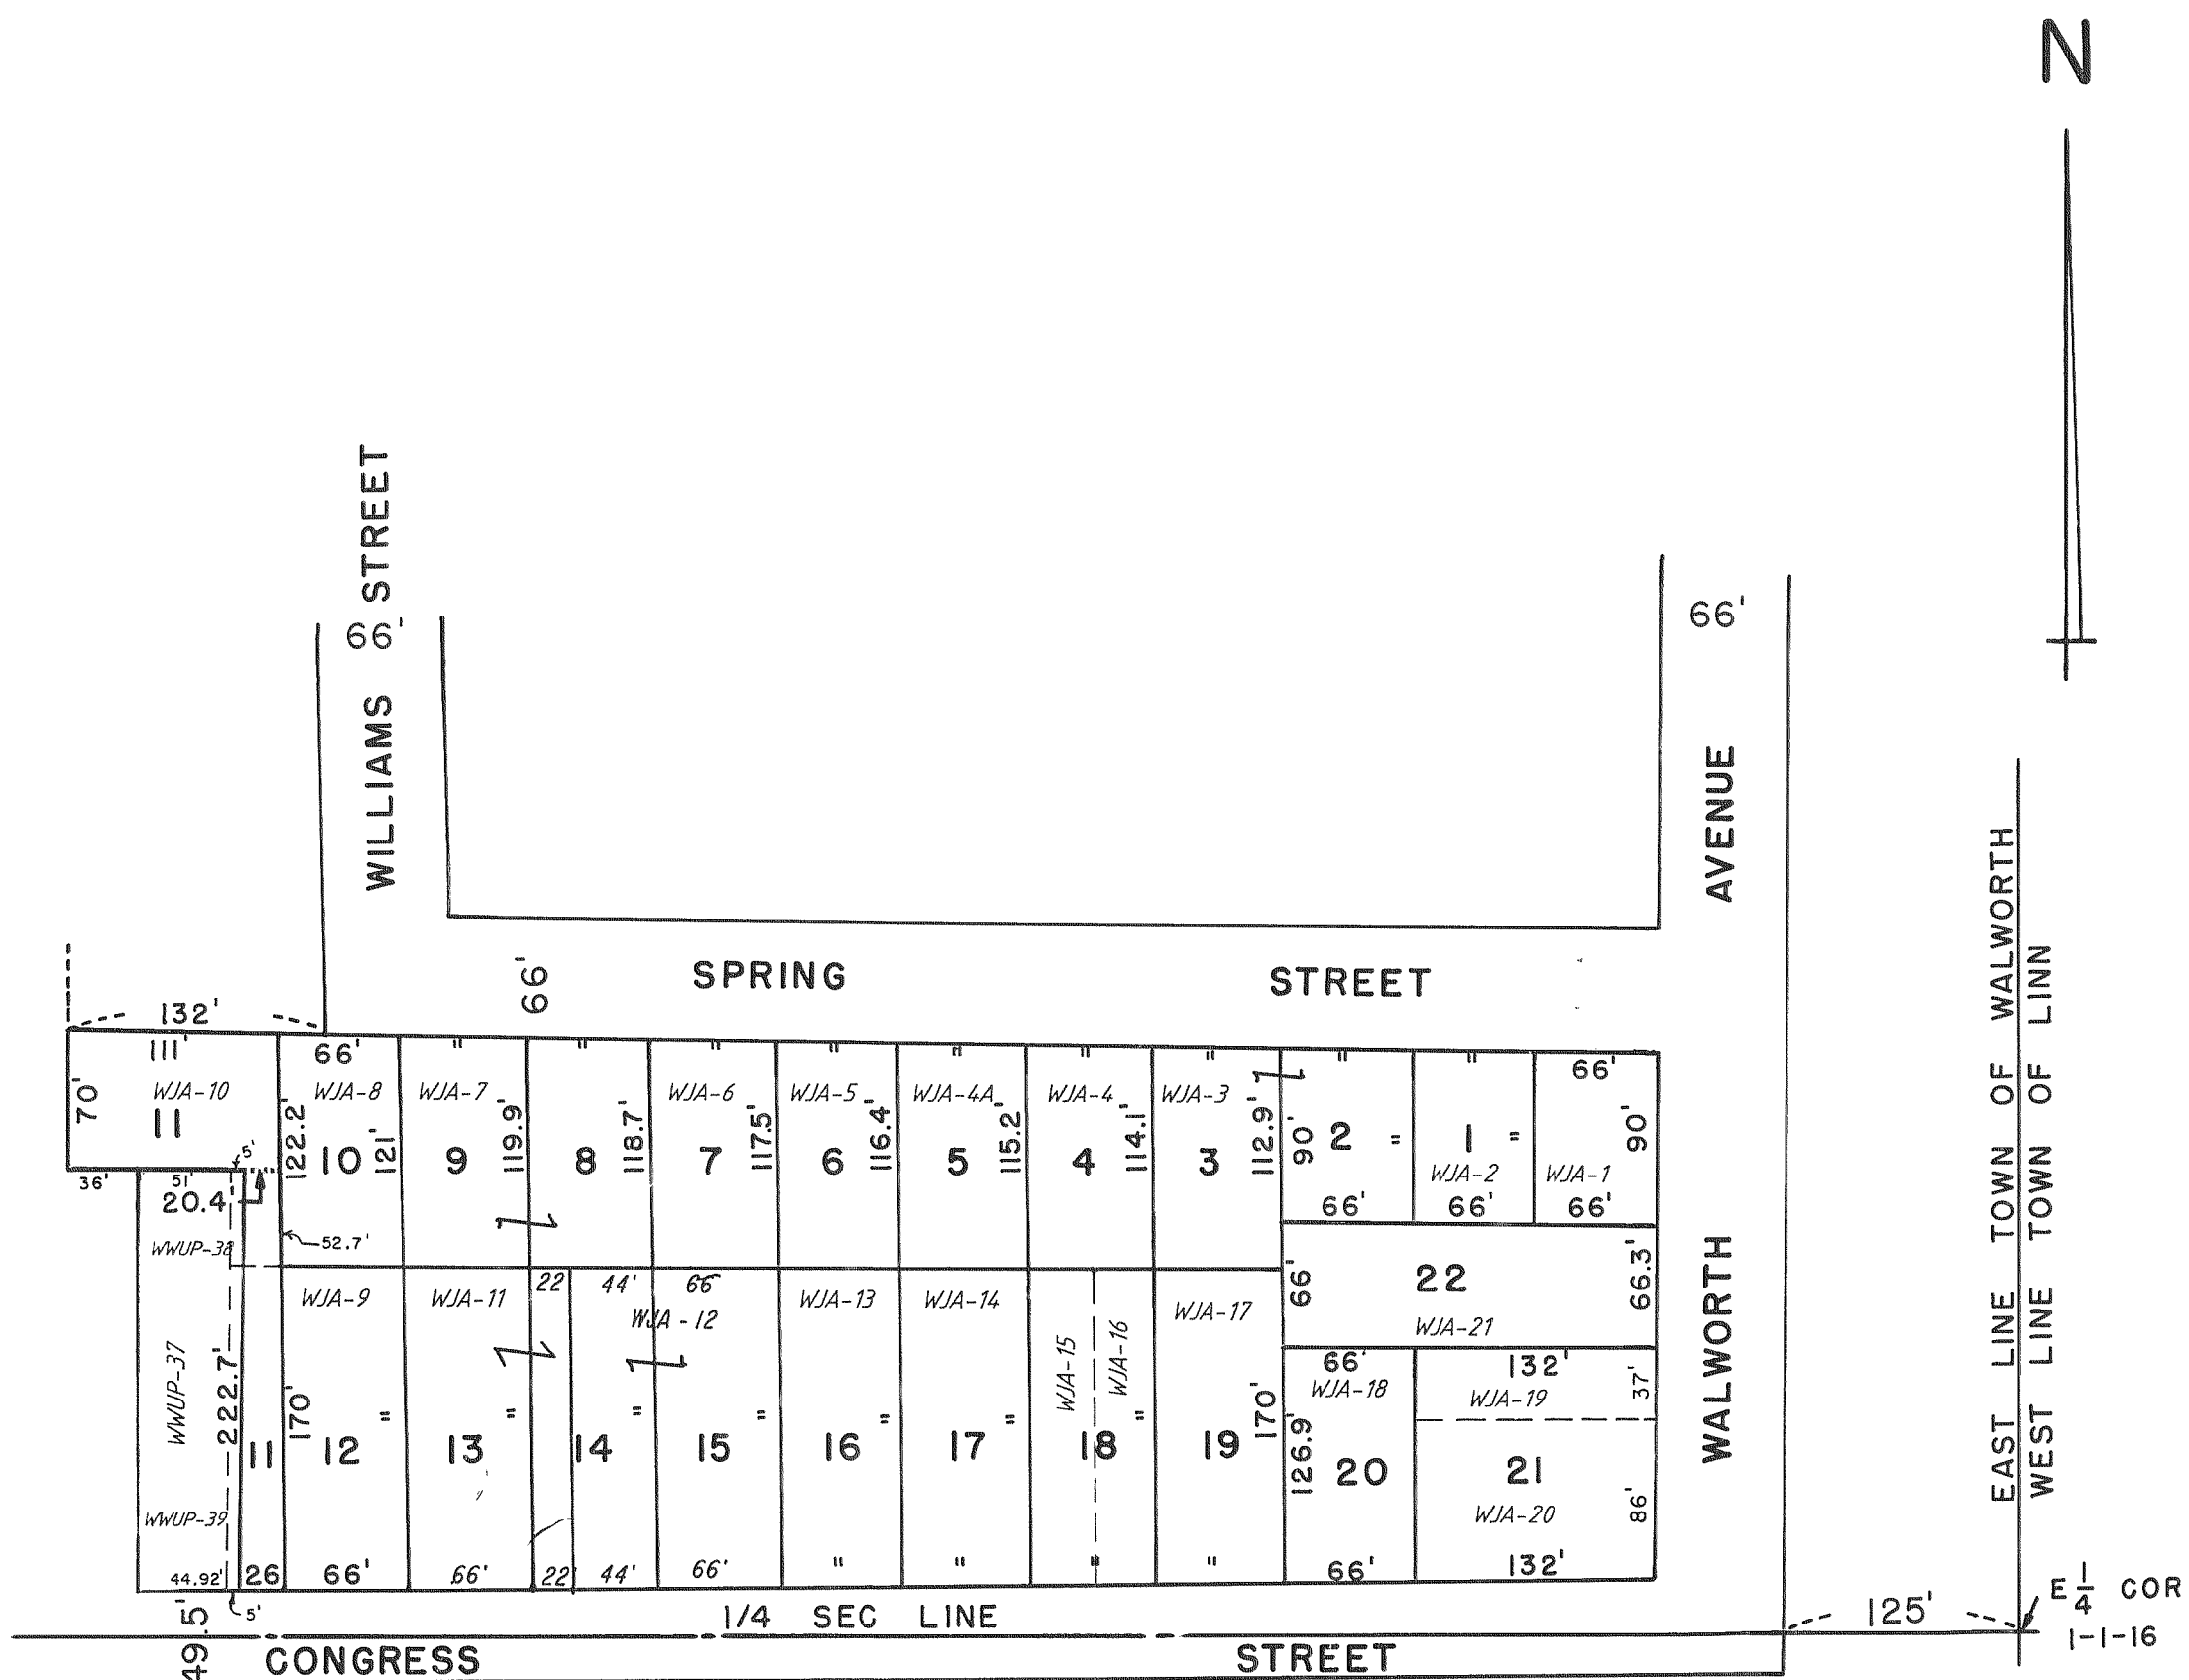 N
WILLIAMS 66' STREET
66'
WALWORTH AVENUE
66'
SPRING STREET
EAST LINE TOWN OF WALWORTH
WEST LINE TOWN OF LINN
132'
111'
70'
WJA-10
11
36'
51'
5'
20.4
WWUP-38
WWUP-37
222.7'
WWUP-39
44.92'
5'
49.5'
11
26
66'
122.2'
WJA-8
10
121'
52.7'
"
WJA-7
9
119.9'
"
8
118.7'
"
WJA-6
7
117.5'
"
WJA-5
6
116.4'
"
WJA-4A
5
115.2'
"
WJA-4
4
114.1'
"
WJA-3
3
112.9'
"
90'
2 "
66'
"
1 "
WJA-2
66'
66'
90'
WJA-1
66'
66'
22
66.3'
WJA-21
WJA-9
170'
"
12
66'
WJA-11
"
13
"
66'
22
44'
66
WJA-12
"
14
22
44'
"
15
66'
WJA-13
"
16
"
WJA-14
"
17
"
WJA-15
WJA-16
"
18
"
WJA-17
170'
19
"
66'
WJA-18
126.9'
20
66'
132'
WJA-19
37'
21
WJA-20
86'
132'
1/4 SEC LINE
CONGRESS STREET
125'
E 1/4 COR
1-1-16